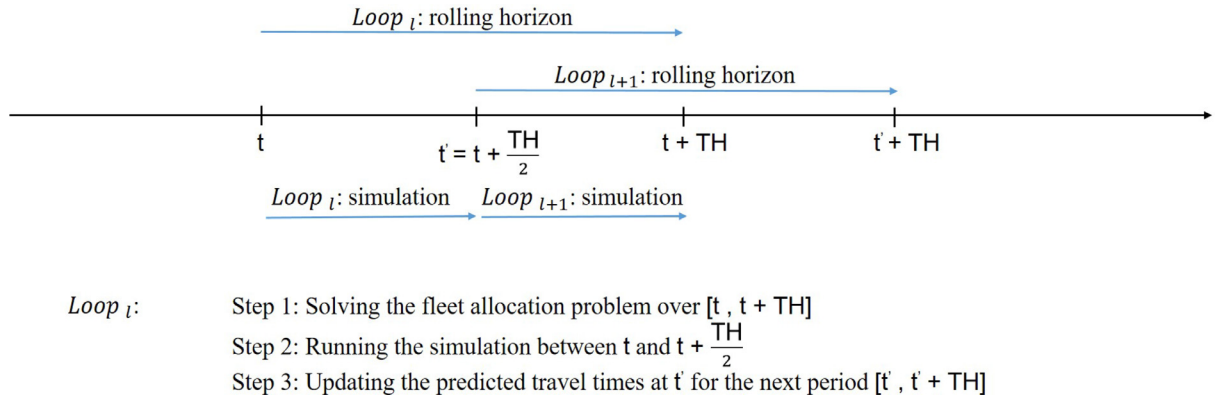 Loop l: rolling horizon
Loop l+1: rolling horizon
t
t' = t + TH/2
t + TH
t' + TH
Loop l: simulation
Loop l+1: simulation
Loop l:
Step 1: Solving the fleet allocation problem over [t , t + TH]
Step 2: Running the simulation between t and t + TH/2
Step 3: Updating the predicted travel times at t' for the next period [t' , t' + TH]